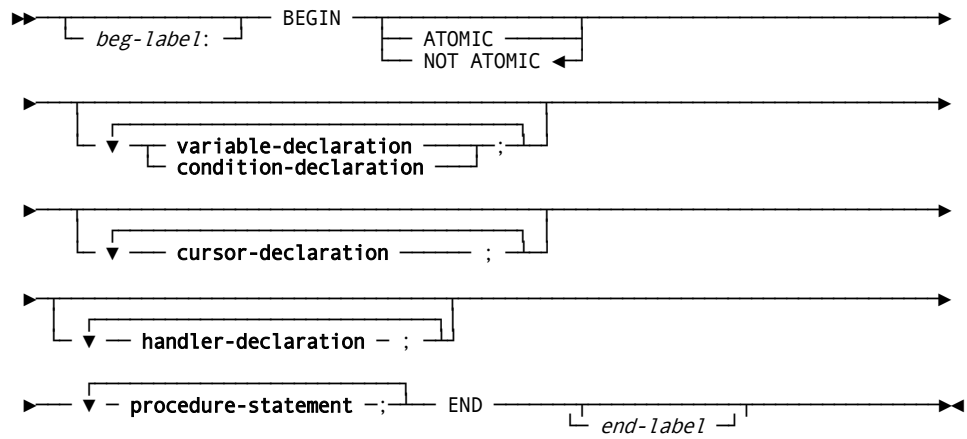 beg-label: BEGIN
ATOMIC
NOT ATOMIC
variable-declaration ;
condition-declaration
cursor-declaration ;
handler-declaration ;
procedure-statement ; END
end-label